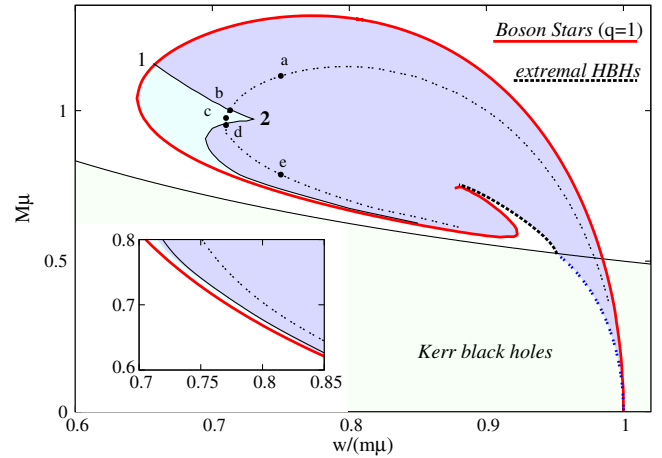 Boson Stars (q=1)
extremal HBHs
1
a
b
c
2
d
e
Mμ
1
0.5
0
0.8
0.7
0.6
0.7
0.75
0.8
0.85
Kerr black holes
0.6
0.7
0.8
0.9
1
w/(mμ)